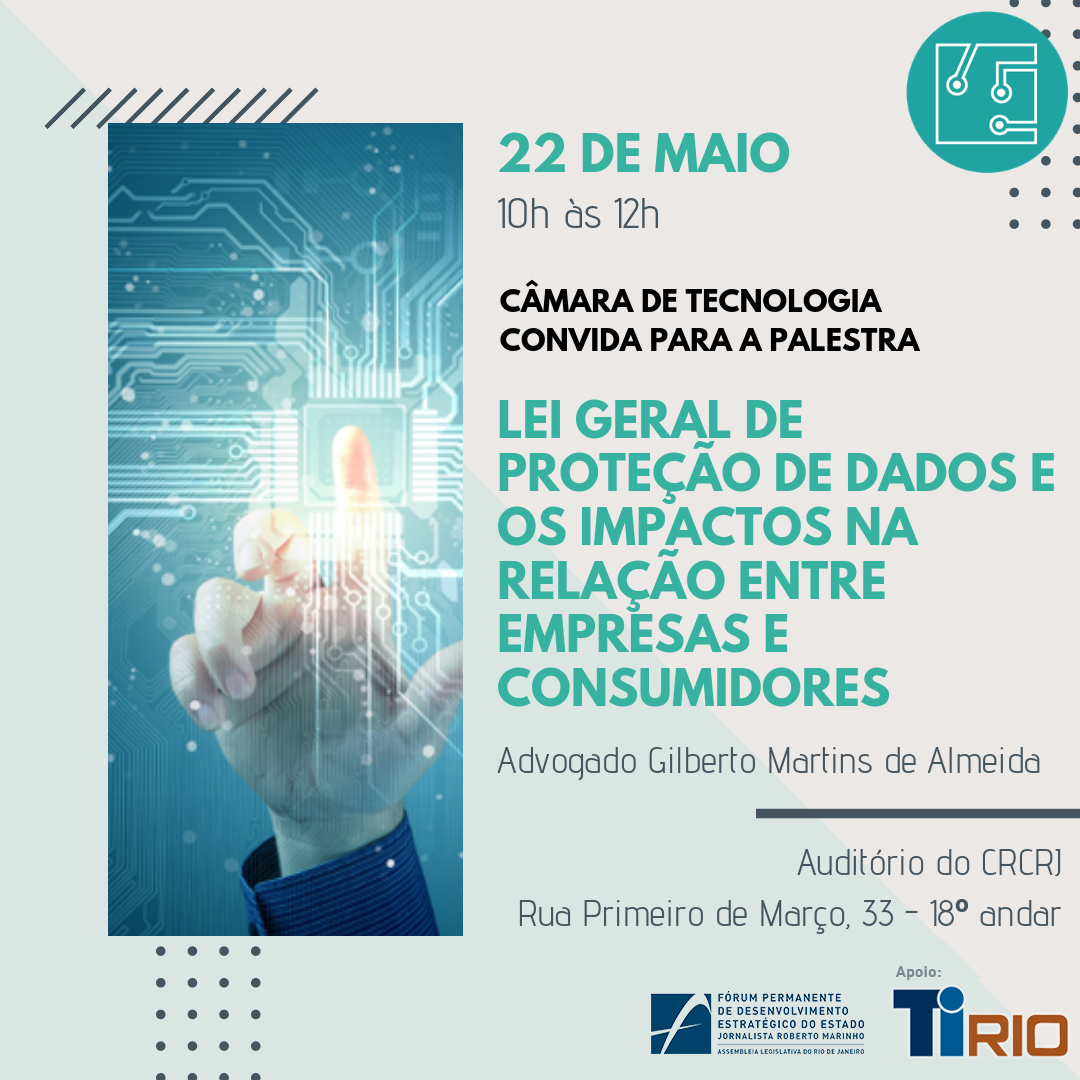 22 DE MAIO
10h às 12h
CÂMARA DE TECNOLOGIA
CONVIDA PARA A PALESTRA
LEI GERAL DE
PROTEÇÃO DE DADOS E
OS IMPACTOS NA
RELAÇÃO ENTRE
EMPRESAS E
CONSUMIDORES
Advogado Gilberto Martins de Almeida
Auditório do CRCRJ
Rua Primeiro de Março, 33 - 18º andar
Apoio:
FÓRUM PERMANENTE
DE DESENVOLVIMENTO
ESTRATÉGICO DO ESTADO
JORNALISTA ROBERTO MARINHO
ASSEMBLEIA LEGISLATIVA DO RIO DE JANEIRO
TIRIO